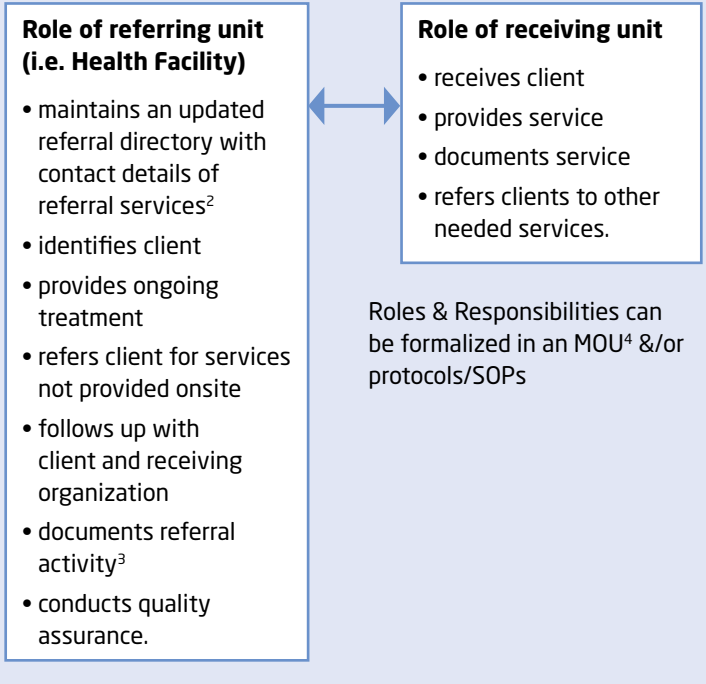 Role of referring unit
(i.e. Health Facility)
• maintains an updated
referral directory with
contact details of
referral services²
• identifies client
• provides ongoing
treatment
• refers client for services
not provided onsite
• follows up with
client and receiving
organization
• documents referral
activity³
• conducts quality
assurance.
Role of receiving unit
• receives client
• provides service
• documents service
• refers clients to other
needed services.
Roles & Responsibilities can
be formalized in an MOU⁴ &/or
protocols/SOPs